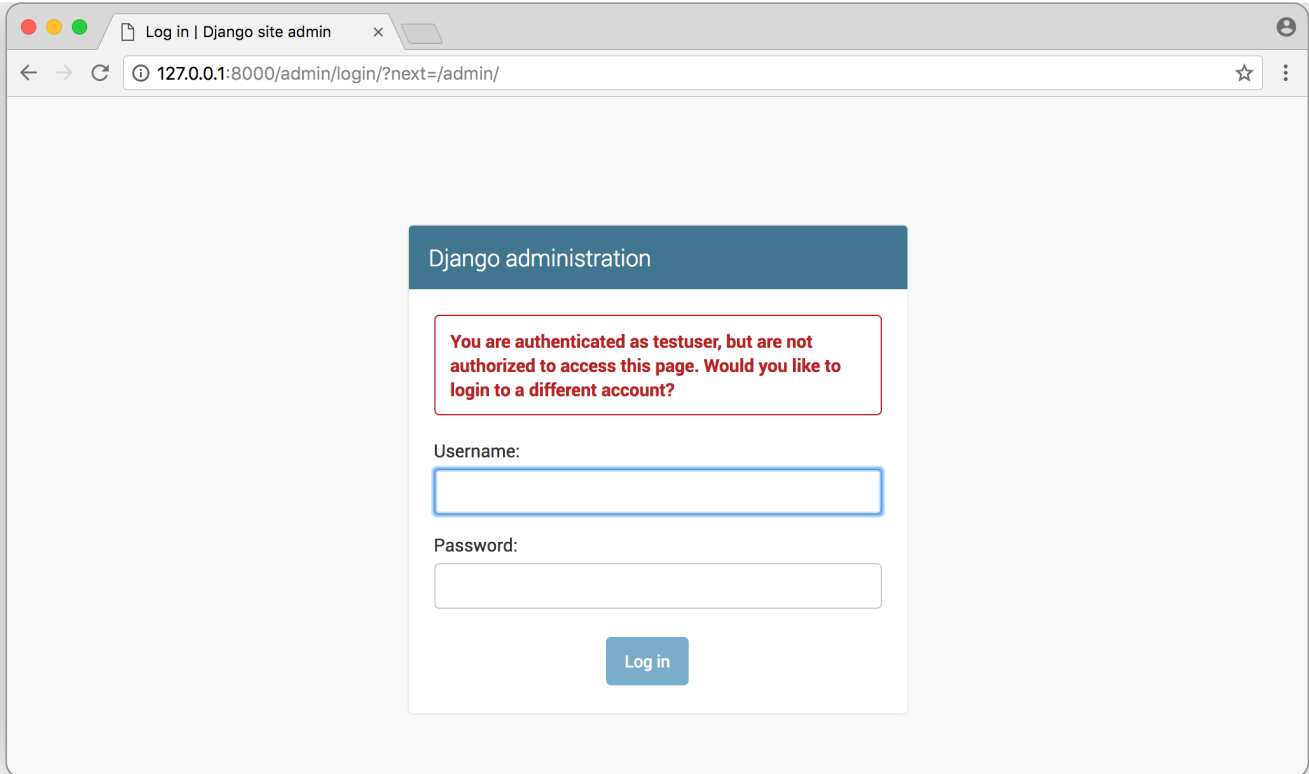 Log in | Django site admin
127.0.0.1:8000/admin/login/?next=/admin/
Django administration
You are authenticated as testuser, but are not
authorized to access this page. Would you like to
login to a different account?
Username:
Password:
Log in